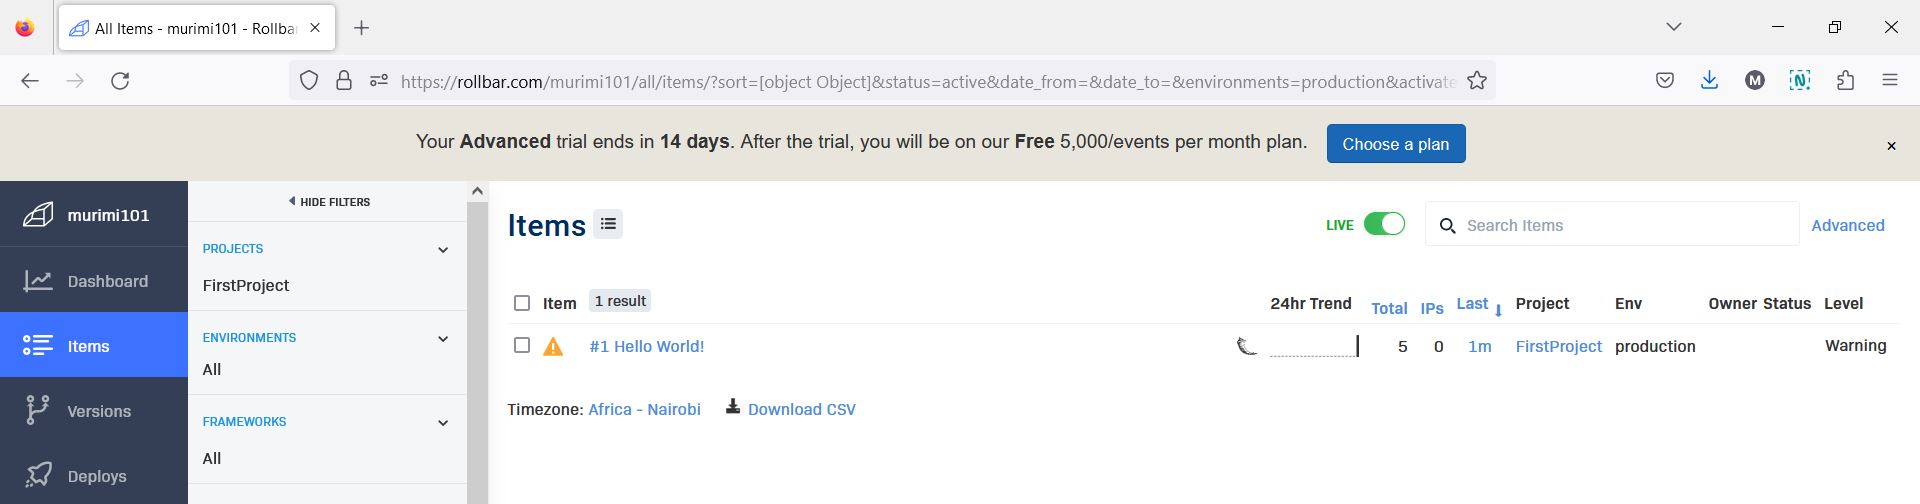 All Items - murimi101 - Rollba
https://rollbar.com/murimi101/all/items/?sort=[object Object]&status=active&date_from=&date_to=&environments=production&activate
Your Advanced trial ends in 14 days. After the trial, you will be on our Free 5,000/events per month plan. Choose a plan
murimi101
Dashboard
Items
Versions
Deploys
HIDE FILTERS
PROJECTS
FirstProject
ENVIRONMENTS
All
FRAMEWORKS
All
Items
LIVE
Search Items
Advanced
Item 1 result 24hr Trend Total IPs Last Project Env Owner Status Level
#1 Hello World! 5 0 1m FirstProject production Warning
Timezone: Africa - Nairobi Download CSV